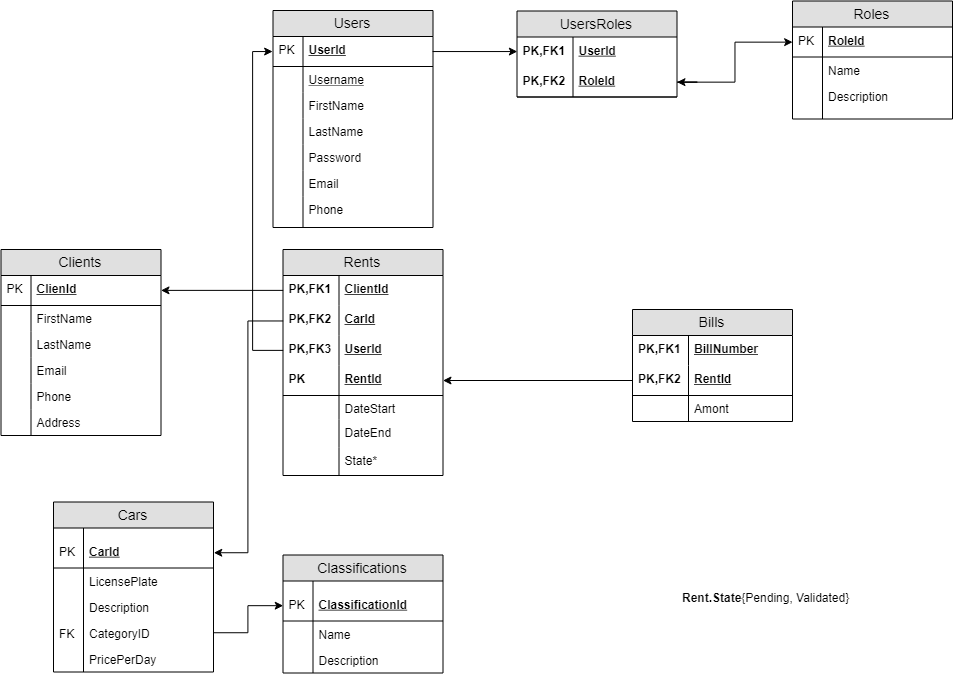 Users
PK UserId
Username
FirstName
LastName
Password
Email
Phone
UsersRoles
PK,FK1 UserId
PK,FK2 RoleId
Roles
PK RoleId
Name
Description
Clients
PK ClienId
FirstName
LastName
Email
Phone
Address
Rents
PK,FK1 ClientId
PK,FK2 CarId
PK,FK3 UserId
PK RentId
DateStart
DateEnd
State*
Bills
PK,FK1 BillNumber
PK,FK2 RentId
Amont
Cars
PK CarId
LicensePlate
Description
FK CategoryID
PricePerDay
Classifications
PK ClassificationId
Name
Description
Rent.State{Pending, Validated}